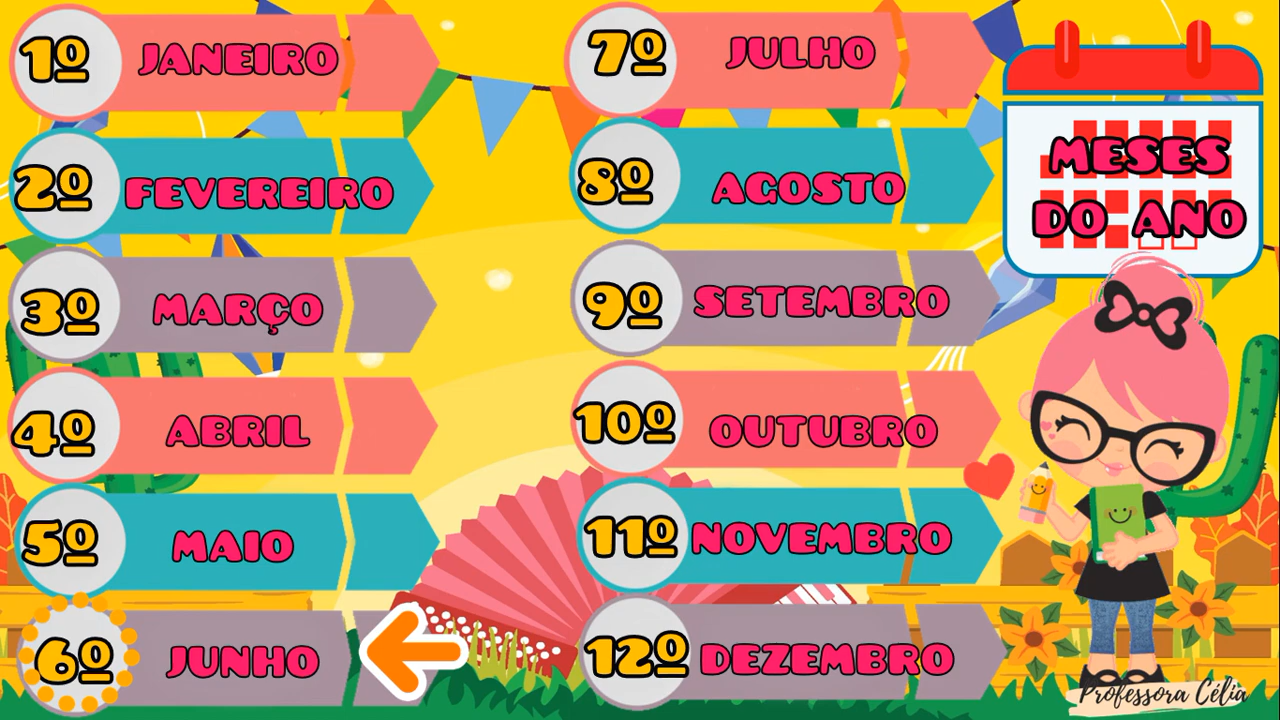 1º JANEIRO
2º FEVEREIRO
3º MARÇO
4º ABRIL
5º MAIO
6º JUNHO
7º JULHO
8º AGOSTO
9º SETEMBRO
10º OUTUBRO
11º NOVEMBRO
12º DEZEMBRO
MESES
DO ANO
Professora Célia